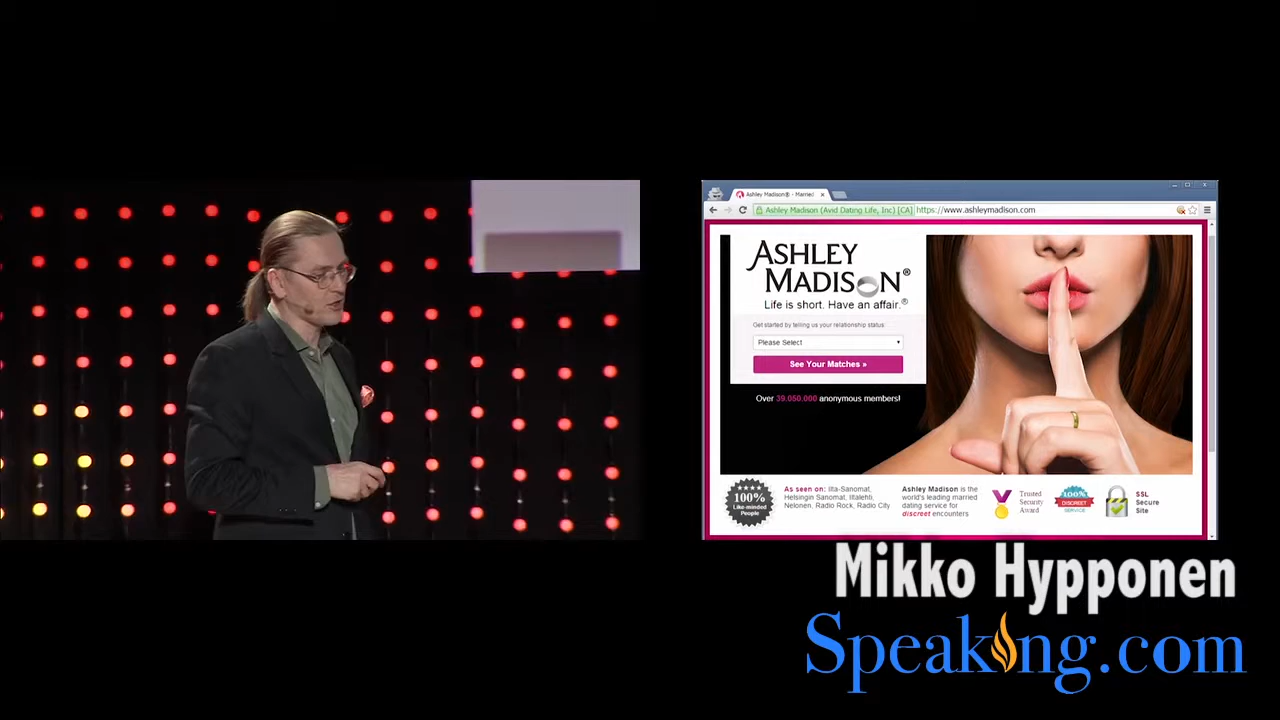 Ashley Madison® - Married
Ashley Madison (Avid Dating Life, Inc) [CA] https://www.ashleymadison.com
ASHLEY
MADISON®
Life is short. Have an affair.®
Get started by telling us your relationship status:
Please Select
See Your Matches »
Over 39.050.000 anonymous members!
100%
Like-minded
People
As seen on: Ilta-Sanomat,
Helsingin Sanomat, Iltalehti,
Nelonen, Radio Rock, Radio City
Ashley Madison is the
world's leading married
dating service for
discreet encounters
Trusted
Security
Award
100%
DISCREET
SERVICE
SSL
Secure
Site
Mikko Hypponen
Speaking.com